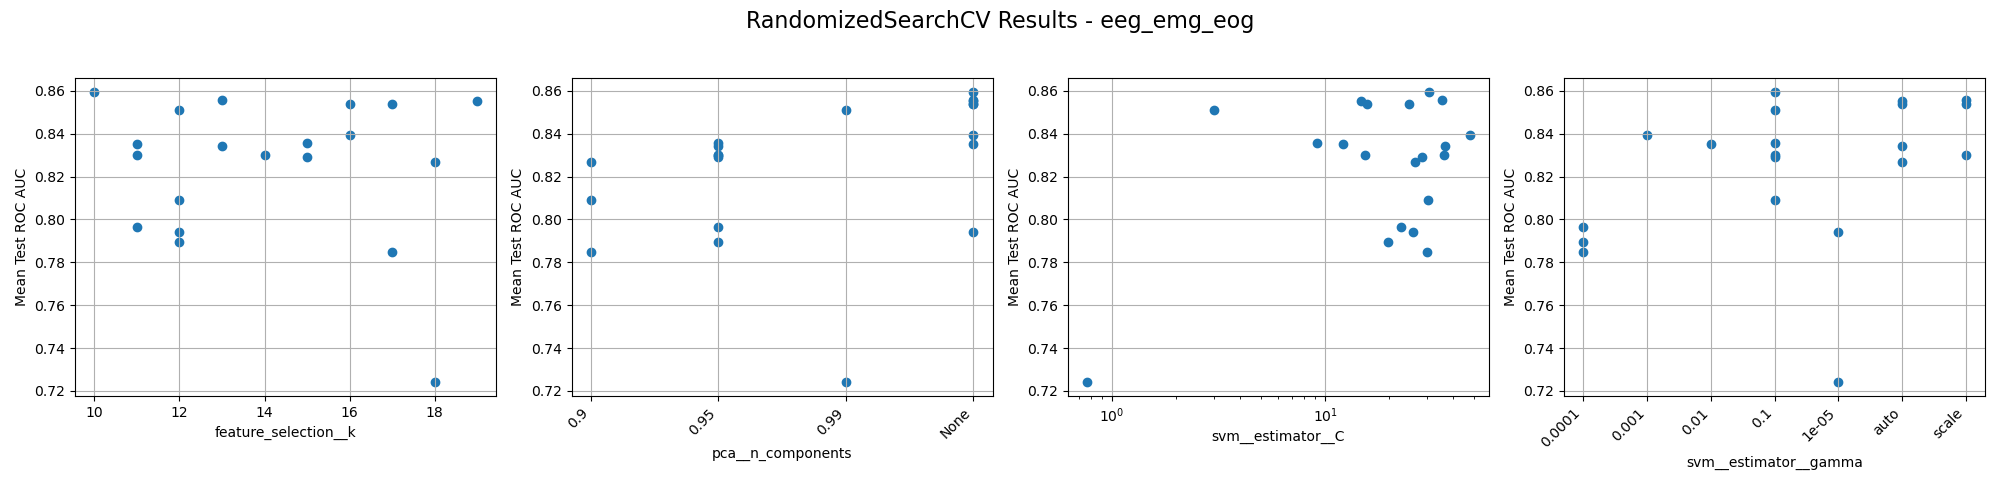 RandomizedSearchCV Results - eeg_emg_eog
Mean Test ROC AUC
0.86
0.84
0.82
0.80
0.78
0.76
0.74
0.72
10 12 14 16 18
feature_selection__k
Mean Test ROC AUC
0.86
0.84
0.82
0.80
0.78
0.76
0.74
0.72
0.9 0.95 0.99 None
pca__n_components
Mean Test ROC AUC
0.86
0.84
0.82
0.80
0.78
0.76
0.74
0.72
10⁰ 10¹
svm__estimator__C
Mean Test ROC AUC
0.86
0.84
0.82
0.80
0.78
0.76
0.74
0.72
0.0001 0.001 0.01 0.1 1e-05 auto scale
svm__estimator__gamma